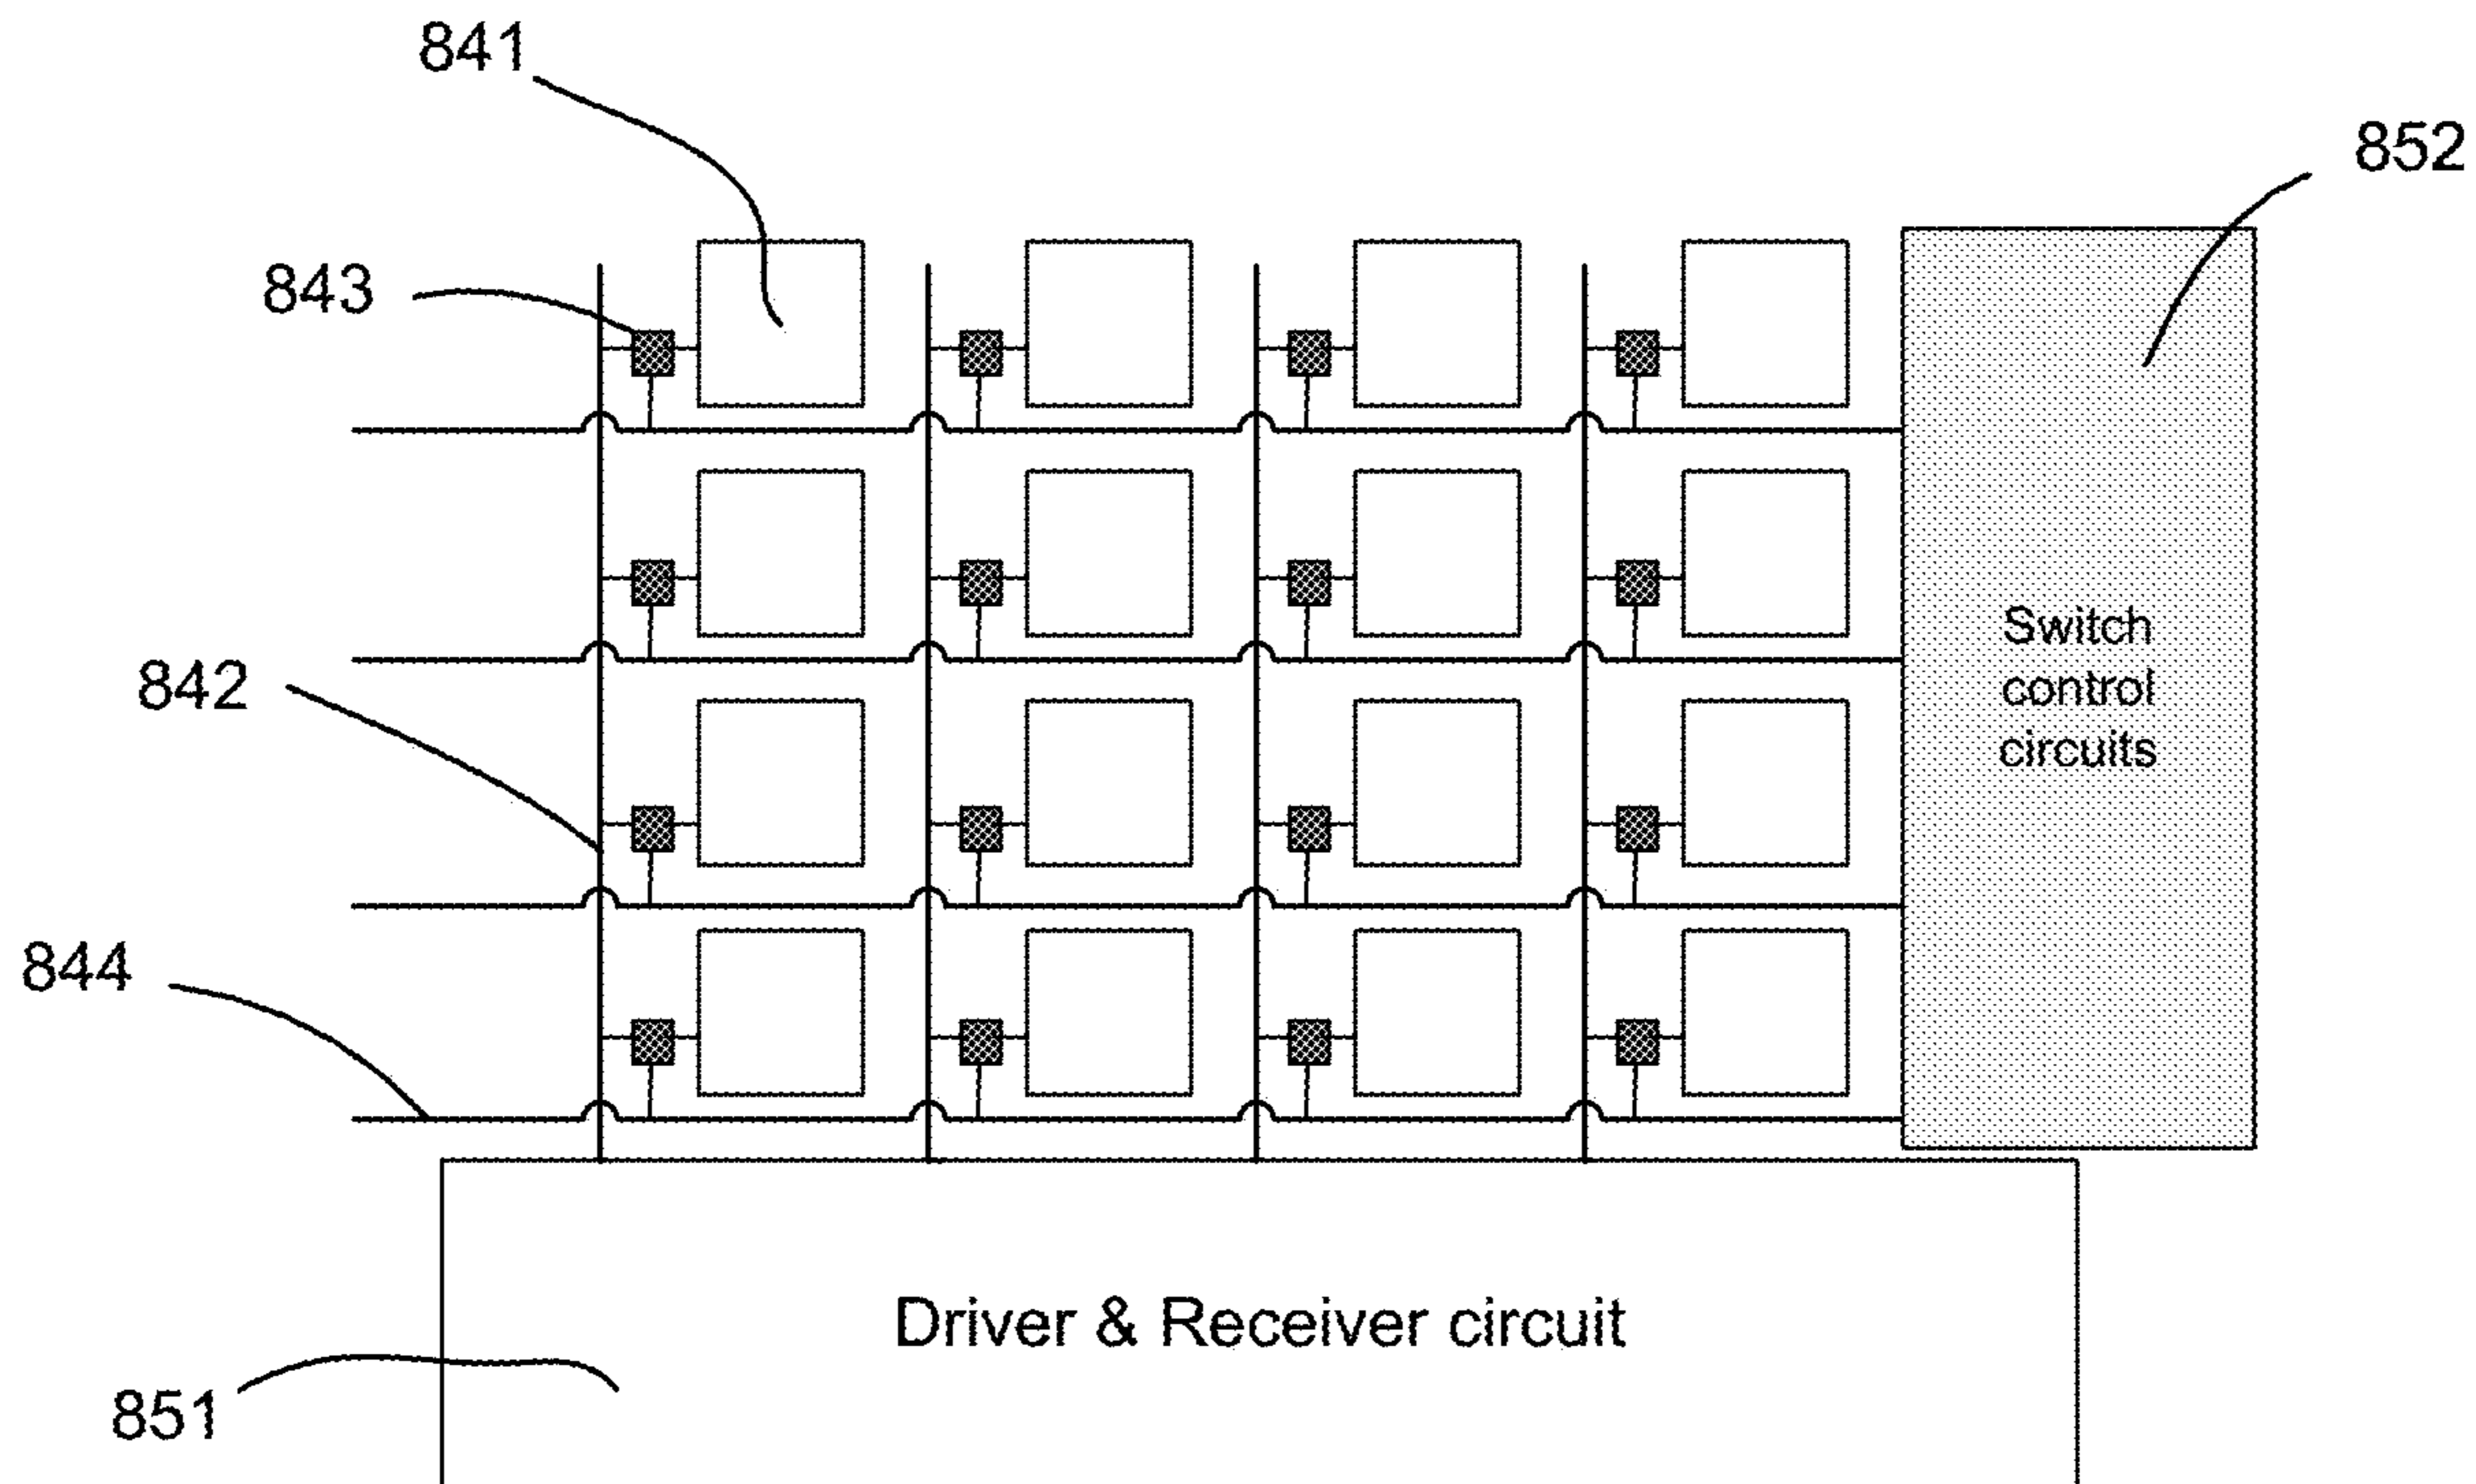 841
852
843
Switch
control
circuits
842
844
Driver & Receiver circuit
851